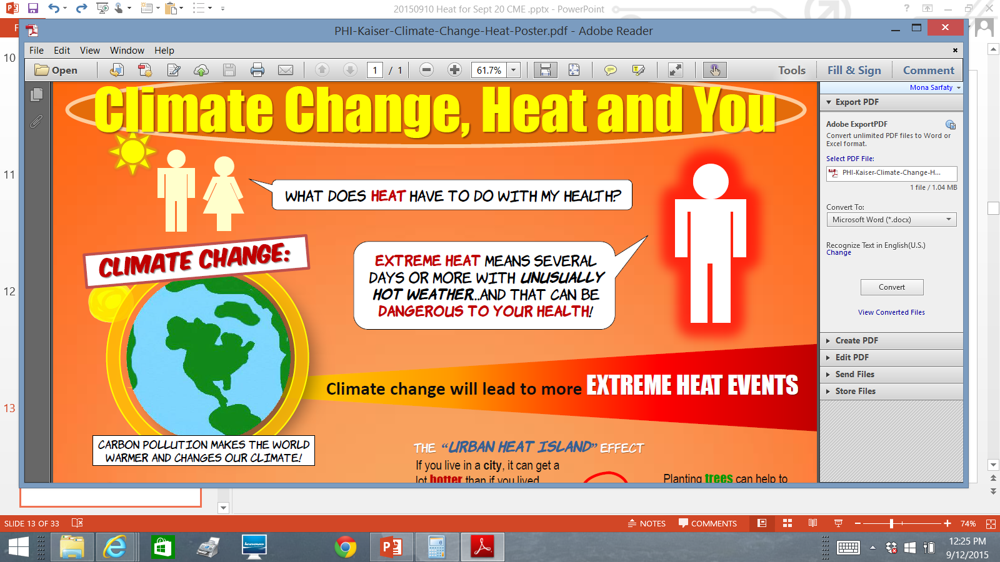 20150910 Heat for Sept 20 CME .pptx - PowerPoint
PHI-Kaiser-Climate-Change-Heat-Poster.pdf - Adobe Reader
File Edit View Window Help
Open 1 / 1 61.7% Tools Fill & Sign Comment
10
11
12
13
Climate Change, Heat and You
WHAT DOES HEAT HAVE TO DO WITH MY HEALTH?
CLIMATE CHANGE:
EXTREME HEAT MEANS SEVERAL
DAYS OR MORE WITH UNUSUALLY
HOT WEATHER...AND THAT CAN BE
DANGEROUS TO YOUR HEALTH!
Climate change will lead to more EXTREME HEAT EVENTS
CARBON POLLUTION MAKES THE WORLD
WARMER AND CHANGES OUR CLIMATE!
THE "URBAN HEAT ISLAND" EFFECT
If you live in a city, it can get a
lot hotter than if you lived
Planting trees can help to
Mona Sarfaty
Export PDF
Adobe ExportPDF
Convert unlimited PDF files to Word or
Excel format.
Select PDF File:
PHI-Kaiser-Climate-Change-H...
1 file / 1.04 MB
Convert To:
Microsoft Word (*.docx)
Recognize Text in English(U.S.)
Change
Convert
View Converted Files
Create PDF
Edit PDF
Send Files
Store Files
SLIDE 13 OF 33 NOTES COMMENTS 74%
lenovo
12:25 PM
9/12/2015